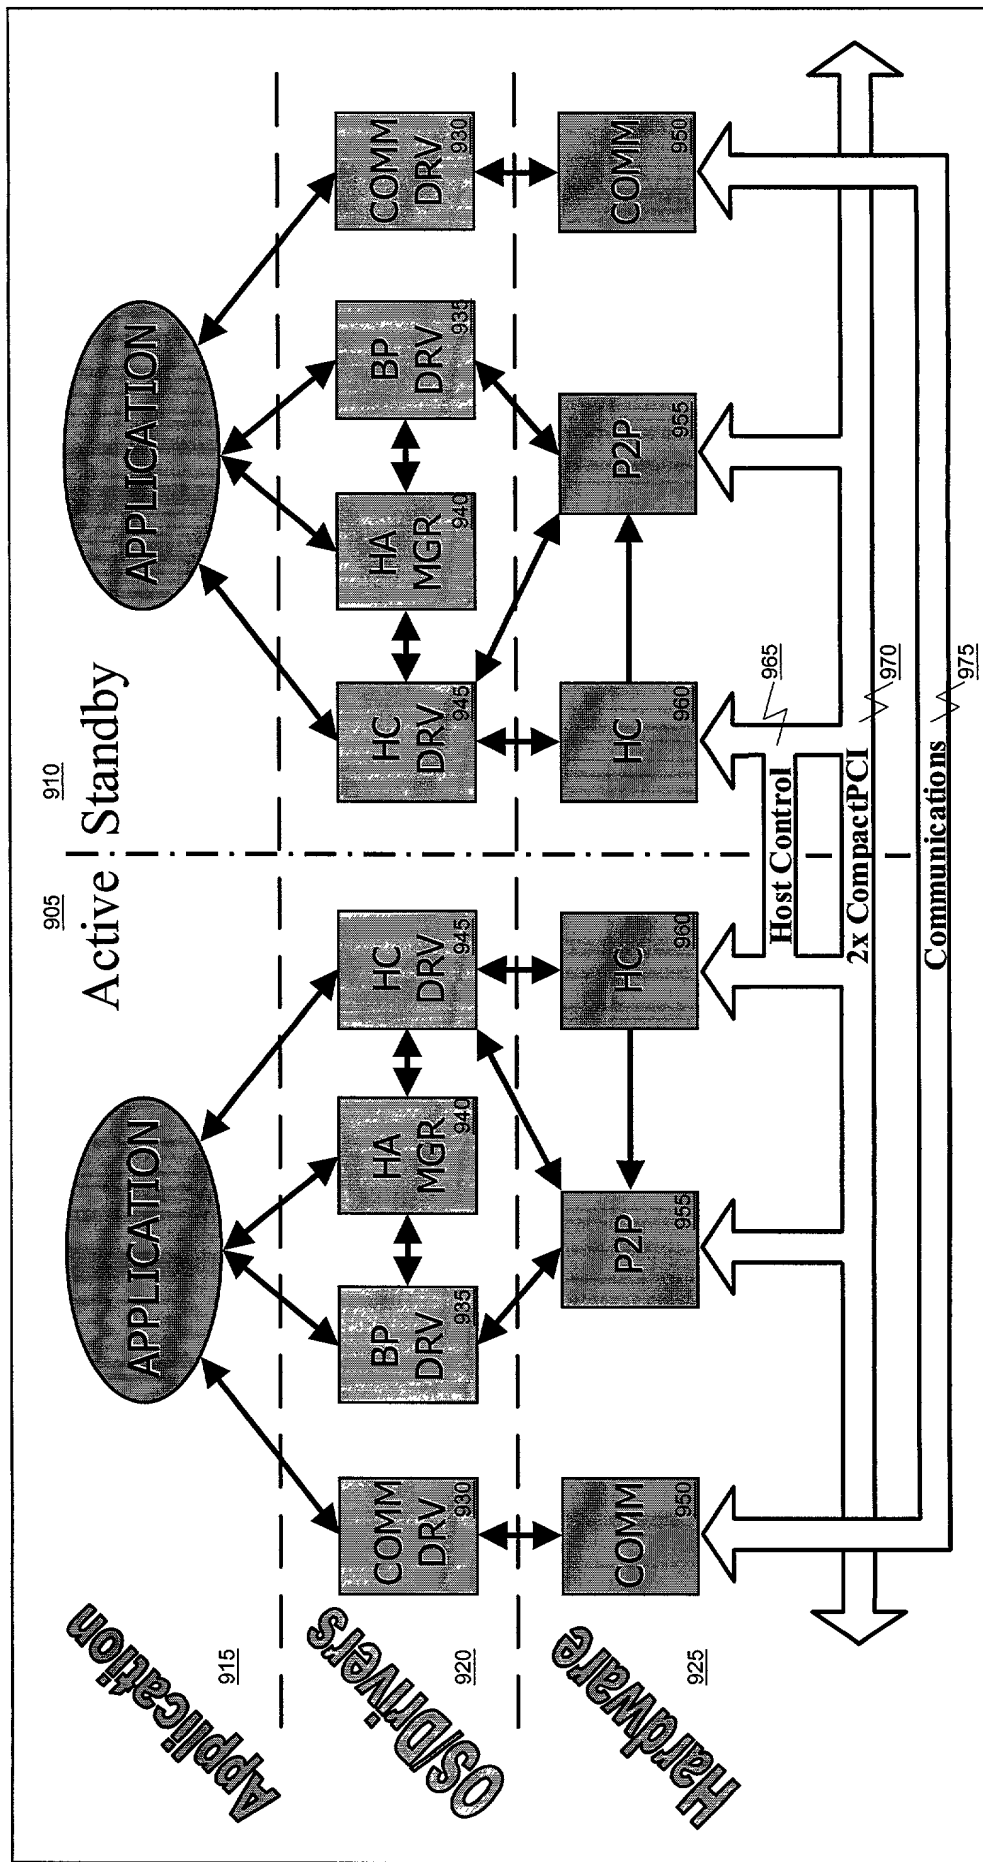 905
Active
910
Standby
Application
915
APPLICATION
APPLICATION
OS/Drivers
920
COMM
DRV
930
BP
DRV
935
HA
MGR
940
HC
DRV
945
HC
DRV
945
HA
MGR
940
BP
DRV
935
COMM
DRV
930
Hardware
925
COMM
950
P2P
955
HC
960
HC
960
P2P
955
COMM
950
Host Control
965
2x CompactPCI
970
Communications
975